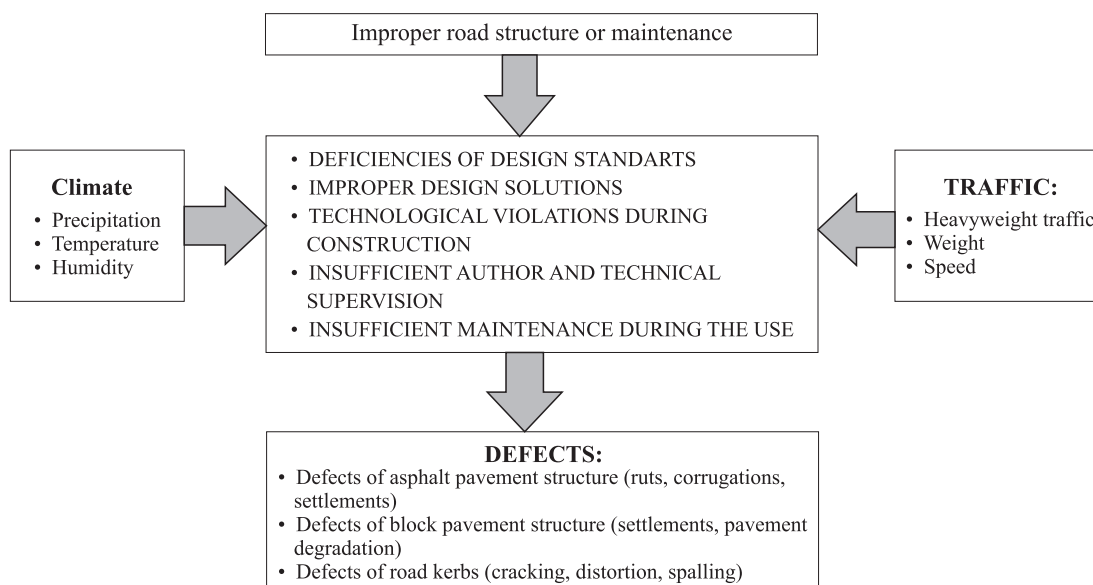 Improper road structure or maintenance
Climate
• Precipitation
• Temperature
• Humidity
• DEFICIENCIES OF DESIGN STANDARTS
• IMPROPER DESIGN SOLUTIONS
• TECHNOLOGICAL VIOLATIONS DURING
CONSTRUCTION
• INSUFFICIENT AUTHOR AND TECHNICAL
SUPERVISION
• INSUFFICIENT MAINTENANCE DURING THE USE
TRAFFIC:
• Heavyweight traffic
• Weight
• Speed
DEFECTS:
• Defects of asphalt pavement structure (ruts, corrugations,
settlements)
• Defects of block pavement structure (settlements, pavement
degradation)
• Defects of road kerbs (cracking, distortion, spalling)